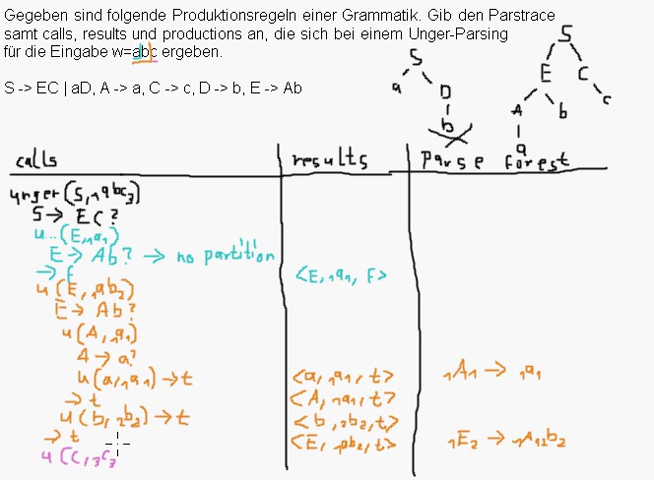 Gegeben sind folgende Produktionsregeln einer Grammatik. Gib den Parstrace
samt calls, results und productions an, die sich bei einem Unger-Parsing
für die Eingabe w=abc ergeben.
S -> EC | aD, A -> a, C -> c, D -> b, E -> Ab
S
a D
b
S
E C
A b c
a
calls results Parse forest
unger(S, ₁abc₃)
S → EC?
u...(E, ₁a₁)
E → Ab? → no partition
→ f <E, ₁a₁, F>
u(E, ₁ab₂)
E → Ab?
u(A, ₁a₁)
A → a?
u(a, ₁a₁) → t <a, ₁a₁, t> ₁A₁ → ₁a₁
→ t <A, ₁a₁, t>
u(b, ₂b₂) → t <b, ₂b₂, t>
→ t <E, ₁ab₂, t> ₁E₂ → ₁A₁₂b₂
u(C, ₃c₃